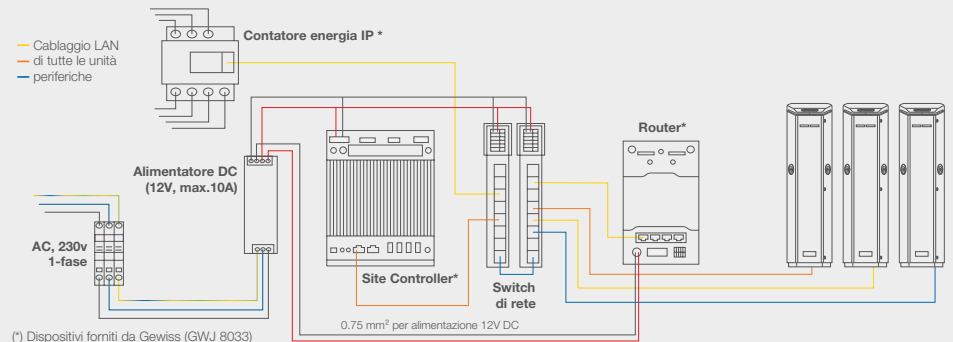 Contatore energia IP *
Cablaggio LAN
di tutte le unità
periferiche
Router*
Alimentatore DC
(12V, max.10A)
AC, 230v
1-fase
Site Controller*
Switch
di rete
0.75 mm² per alimentazione 12V DC
(*) Dispositivi forniti da Gewiss (GWJ 8033)